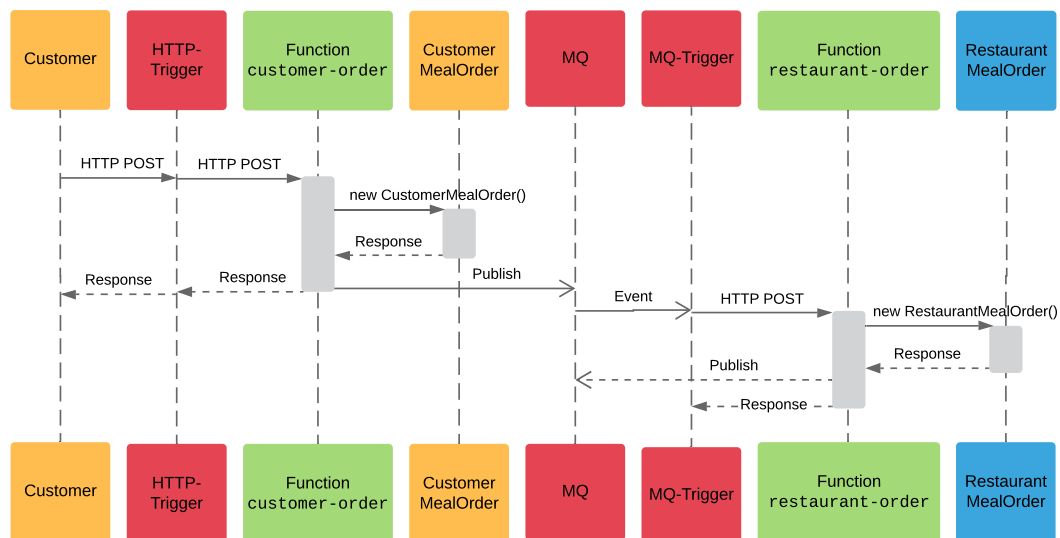 Customer
HTTP-
Trigger
Function
customer-order
Customer
MealOrder
MQ
MQ-Trigger
Function
restaurant-order
Restaurant
MealOrder
HTTP POST
HTTP POST
new CustomerMealOrder()
Response
Response
Response
Publish
Event
HTTP POST
new RestaurantMealOrder()
Response
Publish
Response
Customer
HTTP-
Trigger
Function
customer-order
Customer
MealOrder
MQ
MQ-Trigger
Function
restaurant-order
Restaurant
MealOrder